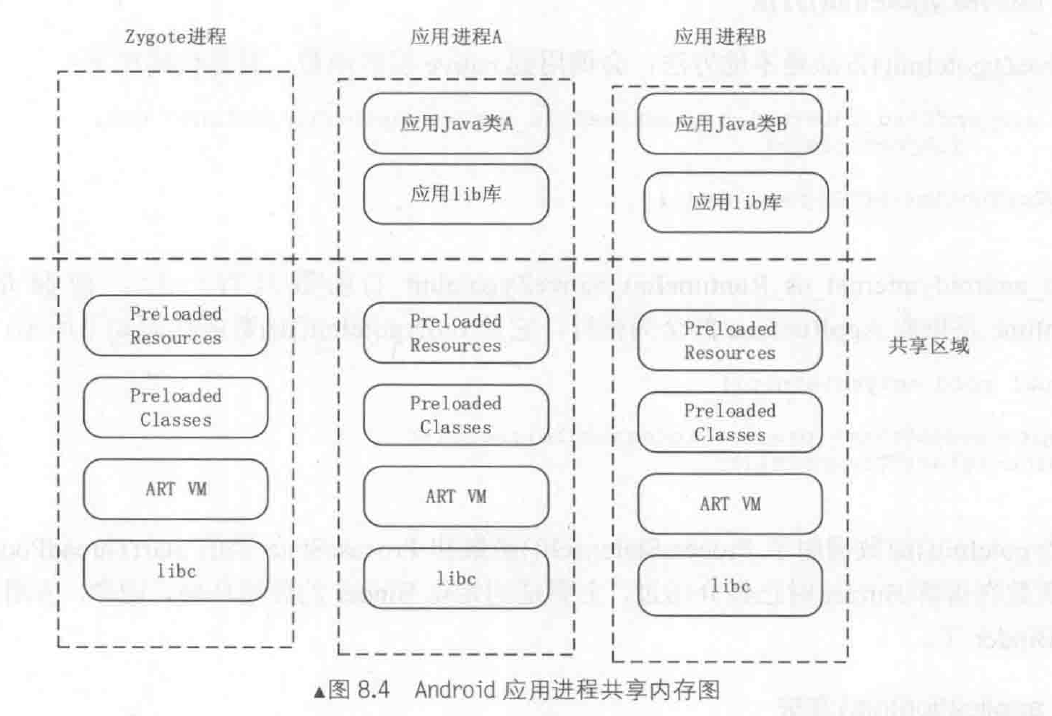 Zygote进程
应用进程A
应用进程B
应用Java类A
应用Java类B
应用lib库
应用lib库
Preloaded
Resources
Preloaded
Resources
Preloaded
Resources
共享区域
Preloaded
Classes
Preloaded
Classes
Preloaded
Classes
ART VM
ART VM
ART VM
libc
libc
libc
▲图 8.4 Android 应用进程共享内存图